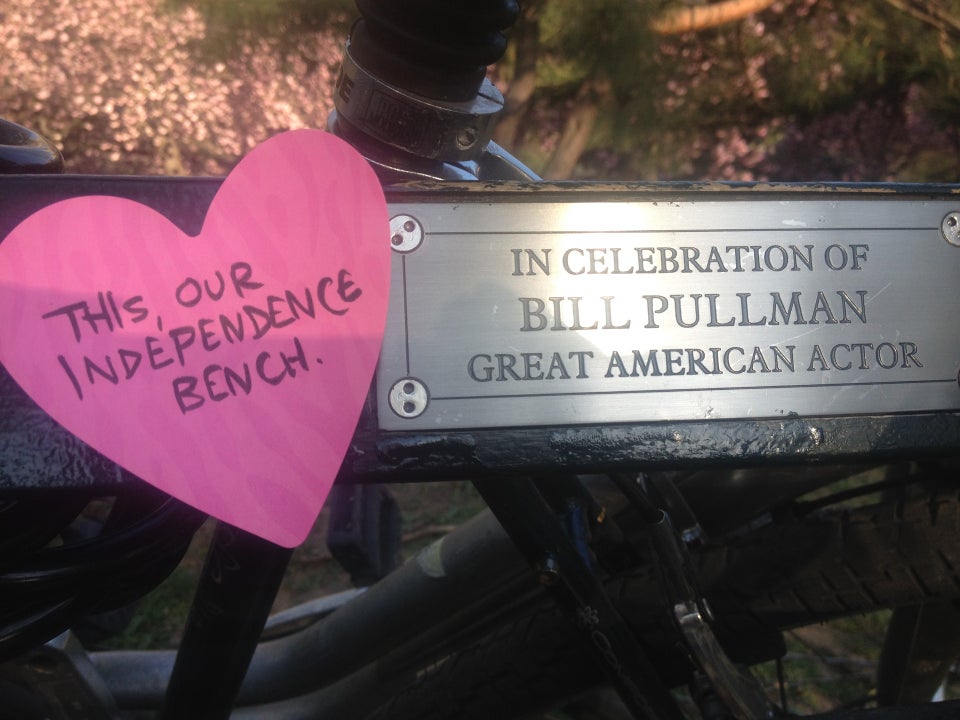 THIS, OUR
INDEPENDENCE
BENCH.
IN CELEBRATION OF
BILL PULLMAN
GREAT AMERICAN ACTOR